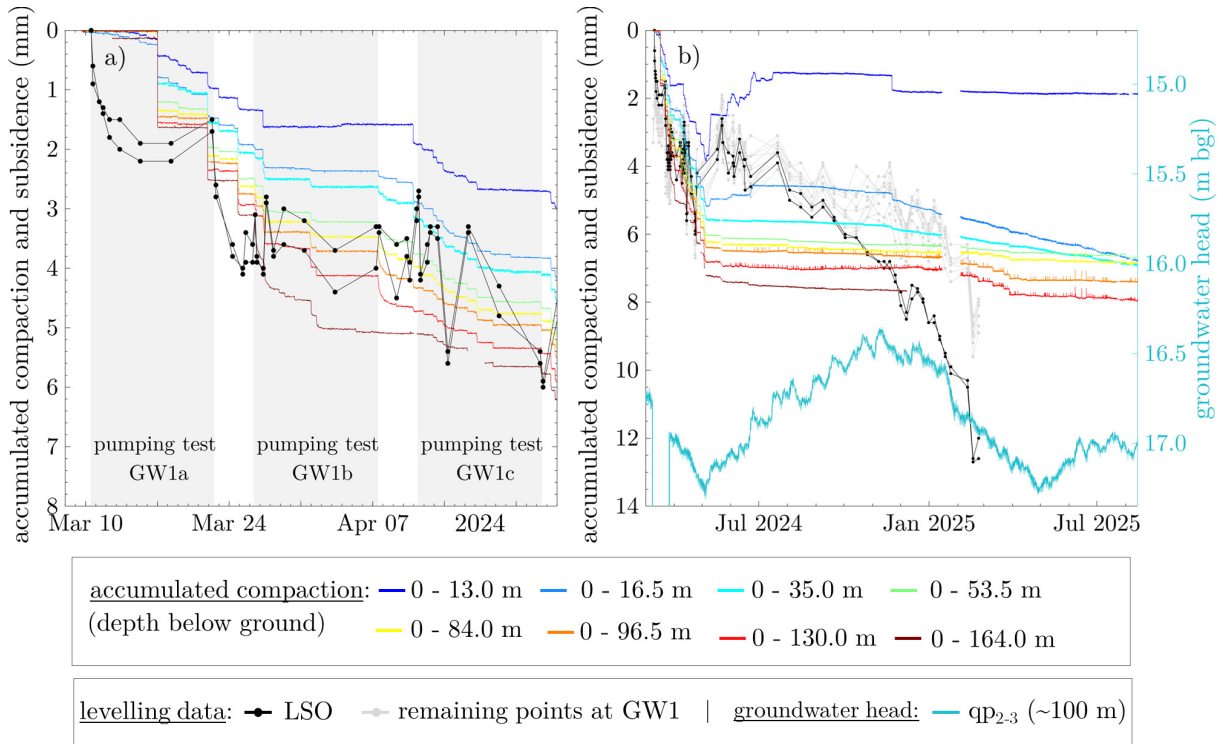 accumulated compaction and subsidence (mm)
0
1
2
3
4
5
6
7
8
a)
pumping test
GW1a
pumping test
GW1b
pumping test
GW1c
Mar 10
Mar 24
Apr 07
2024
accumulated compaction and subsidence (mm)
0
2
4
6
8
10
12
14
b)
Jul 2024
Jan 2025
Jul 2025
15.0
15.5
16.0
16.5
17.0
groundwater head (m bgl)
accumulated compaction: 0 - 13.0 m 0 - 16.5 m 0 - 35.0 m 0 - 53.5 m
(depth below ground) 0 - 84.0 m 0 - 96.5 m 0 - 130.0 m 0 - 164.0 m
levelling data: LSO remaining points at GW1 | groundwater head: qp2-3 (~100 m)